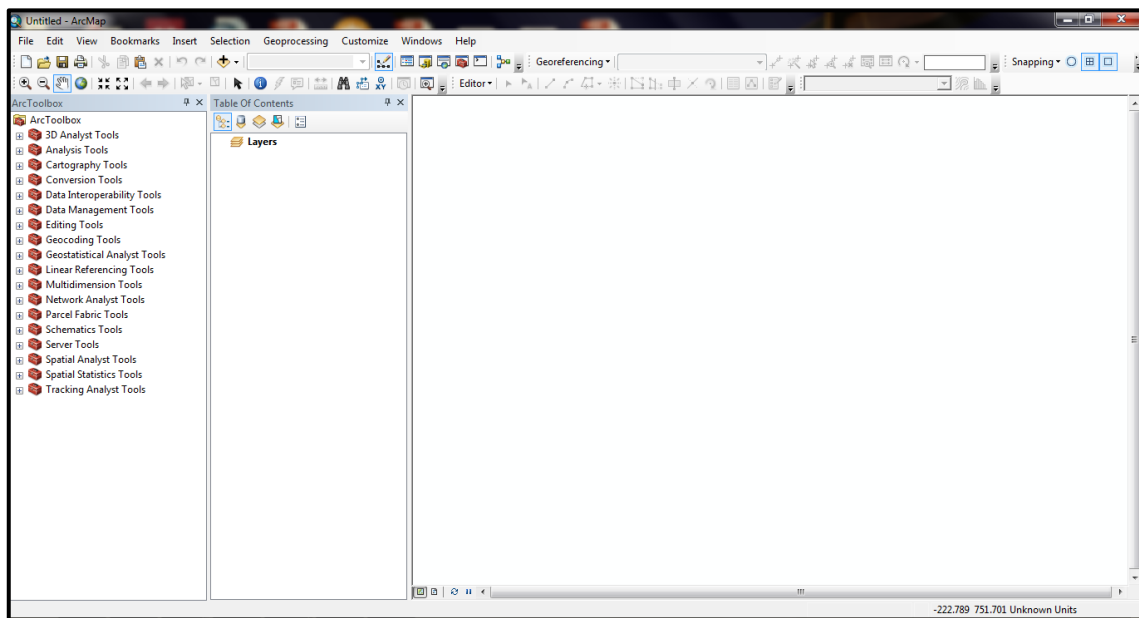 Untitled - ArcMap
File Edit View Bookmarks Insert Selection Geoprocessing Customize Windows Help
Georeferencing Snapping
Editor
ArcToolbox
Table Of Contents
ArcToolbox
Layers
3D Analyst Tools
Analysis Tools
Cartography Tools
Conversion Tools
Data Interoperability Tools
Data Management Tools
Editing Tools
Geocoding Tools
Geostatistical Analyst Tools
Linear Referencing Tools
Multidimension Tools
Network Analyst Tools
Parcel Fabric Tools
Schematics Tools
Server Tools
Spatial Analyst Tools
Spatial Statistics Tools
Tracking Analyst Tools
-222.789 751.701 Unknown Units